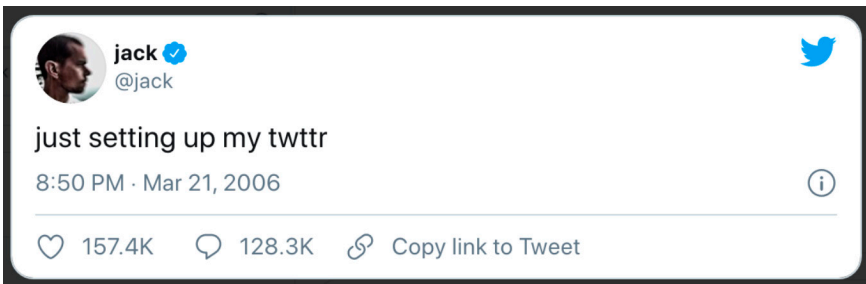 jack
@jack
just setting up my twttr
8:50 PM · Mar 21, 2006
157.4K 128.3K Copy link to Tweet